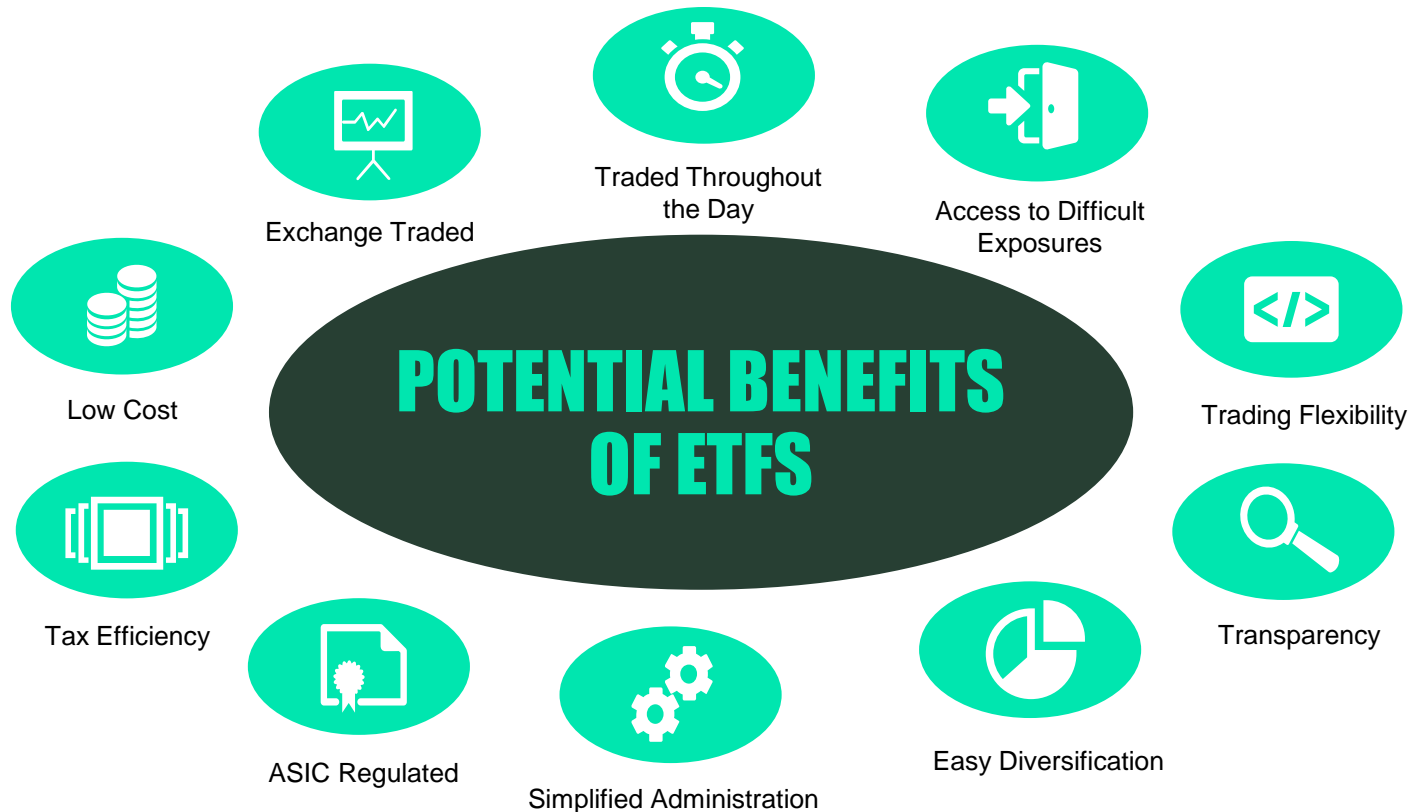 Traded Throughout
the Day
Access to Difficult
Exposures
Exchange Traded
Low Cost
Trading Flexibility
POTENTIAL BENEFITS
OF ETFS
</>
Tax Efficiency
Transparency
ASIC Regulated
Easy Diversification
Simplified Administration